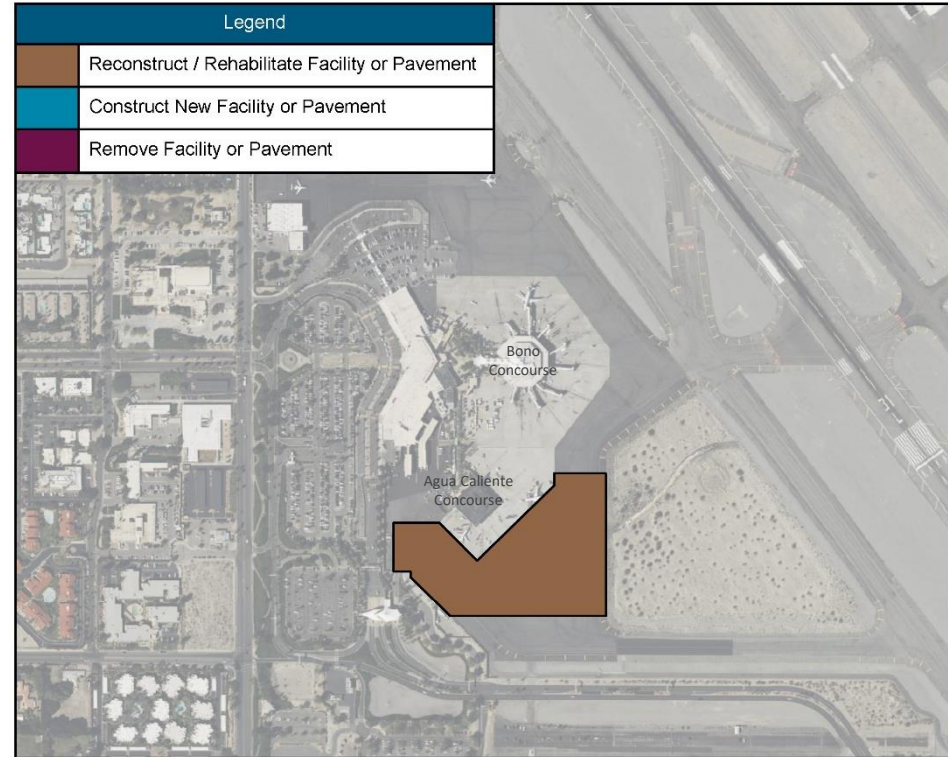 Legend
Reconstruct / Rehabilitate Facility or Pavement
Construct New Facility or Pavement
Remove Facility or Pavement
Bono
Concourse
Agua Caliente
Concourse